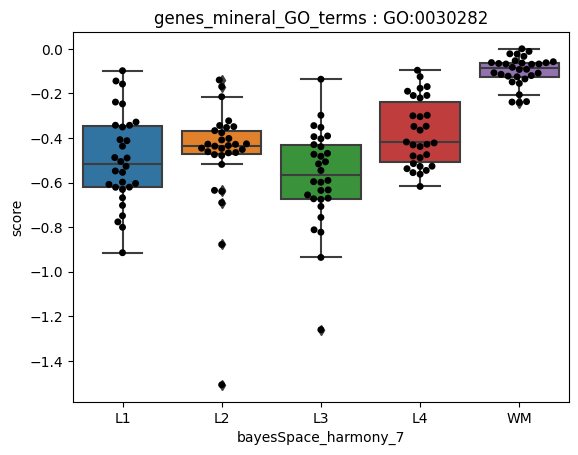 genes_mineral_GO_terms : GO:0030282
0.0
−0.2
−0.4
−0.6
−0.8
−1.0
−1.2
−1.4
score
L1 L2 L3 L4 WM
bayesSpace_harmony_7